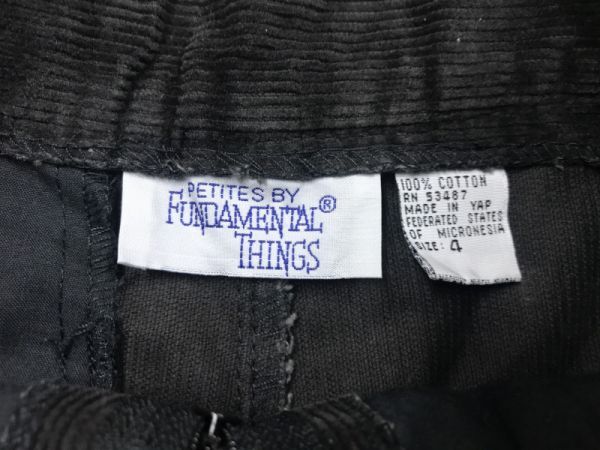 PETITES BY
FUNDAMENTAL®
THINGS
100% COTTON
RN 53487
MADE IN YAP
FEDERATED STATES
OF MICRONESIA
SIZE: 4